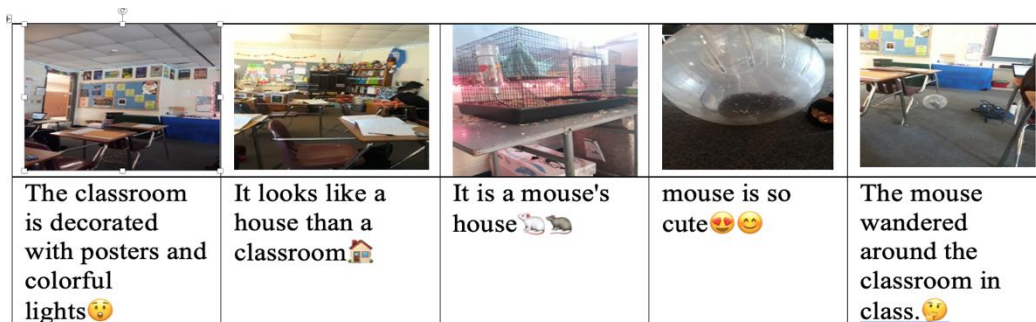 The classroom
is decorated
with posters and
colorful
lights😲
It looks like a
house than a
classroom🏠
It is a mouse's
house🐁🐀
mouse is so
cute😍😊
The mouse
wandered
around the
classroom in
class.🤔